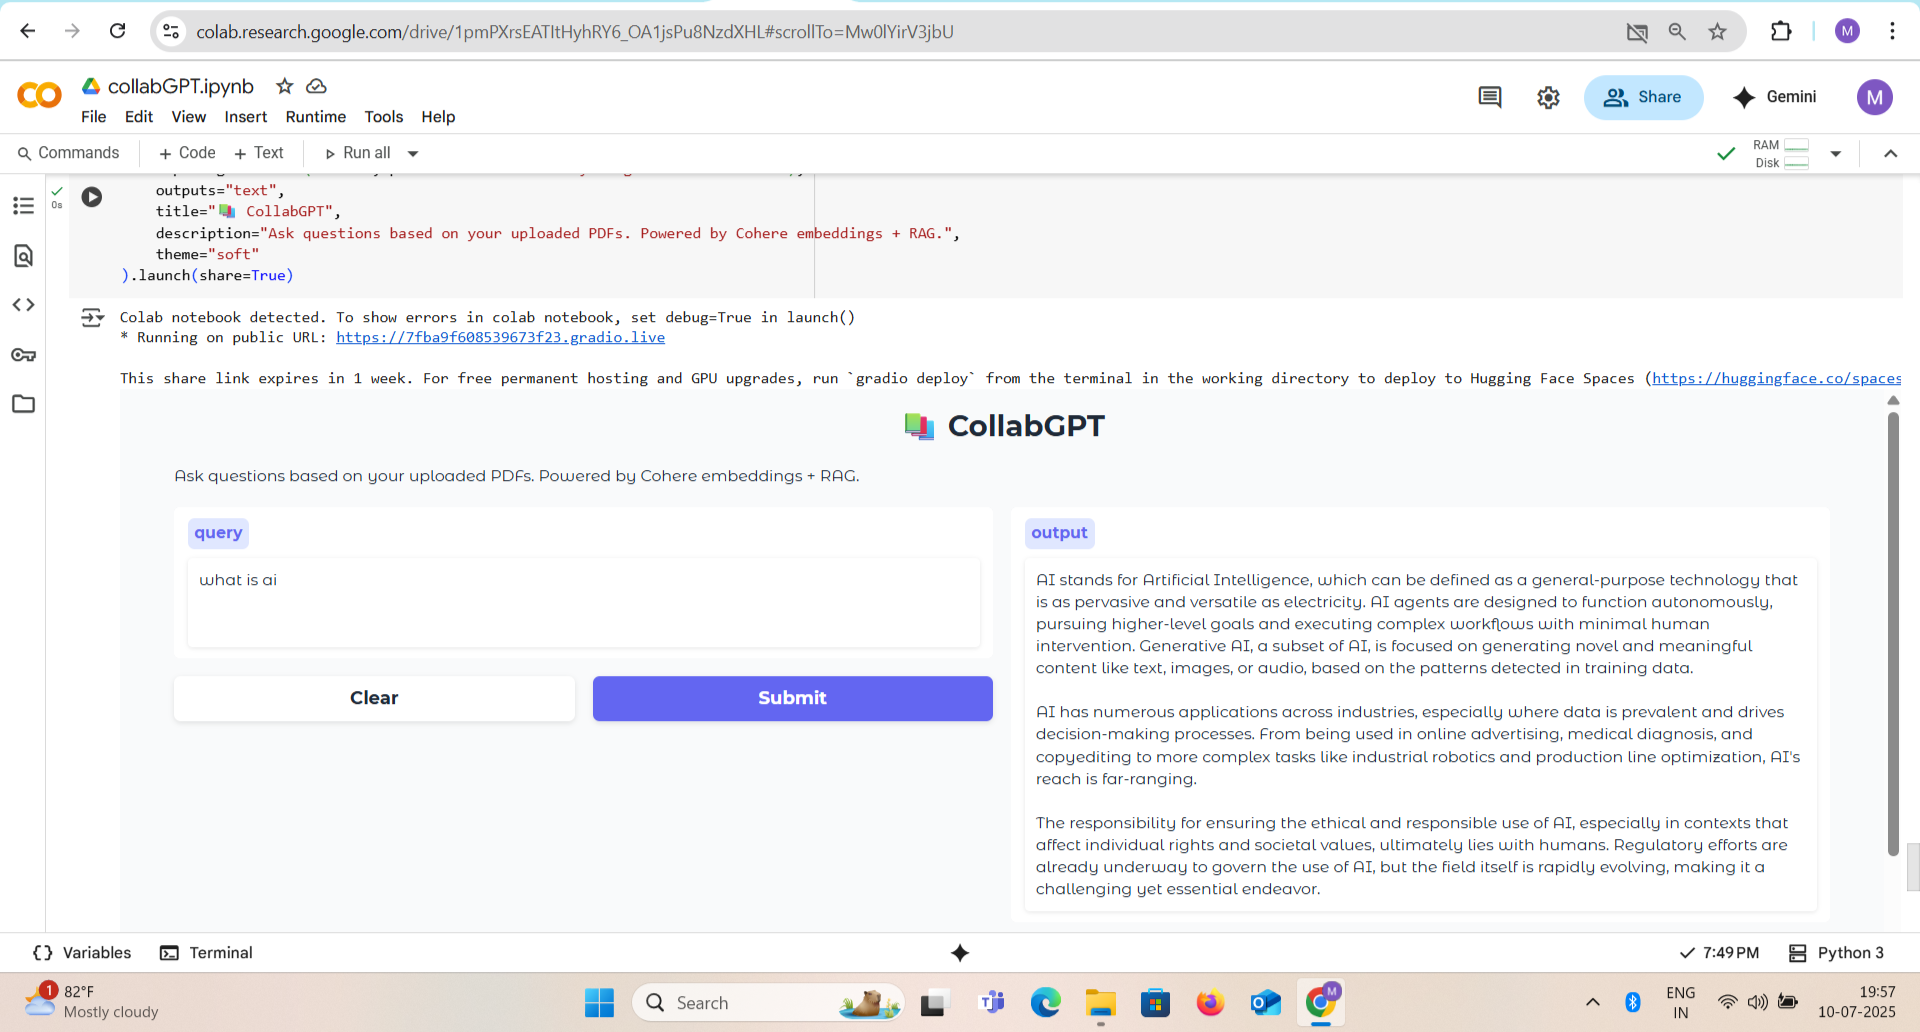 colab.research.google.com/drive/1pmPXrsEATItHyhRY6_OA1jsPu8NzdXHL#scrollTo=Mw0lYirV3jbU
M
collabGPT.ipynb
File Edit View Insert Runtime Tools Help
Share
Gemini
M
Commands + Code + Text Run all
RAM
Disk
0s
outputs="text",
title="📚 CollabGPT",
description="Ask questions based on your uploaded PDFs. Powered by Cohere embeddings + RAG.",
theme="soft"
).launch(share=True)
Colab notebook detected. To show errors in colab notebook, set debug=True in launch()
* Running on public URL: https://7fba9f608539673f23.gradio.live
This share link expires in 1 week. For free permanent hosting and GPU upgrades, run `gradio deploy` from the terminal in the working directory to deploy to Hugging Face Spaces (https://huggingface.co/spaces
📚 CollabGPT
Ask questions based on your uploaded PDFs. Powered by Cohere embeddings + RAG.
query
what is ai
Clear
Submit
output
AI stands for Artificial Intelligence, which can be defined as a general-purpose technology that
is as pervasive and versatile as electricity. AI agents are designed to function autonomously,
pursuing higher-level goals and executing complex workflows with minimal human
intervention. Generative AI, a subset of AI, is focused on generating novel and meaningful
content like text, images, or audio, based on the patterns detected in training data.
AI has numerous applications across industries, especially where data is prevalent and drives
decision-making processes. From being used in online advertising, medical diagnosis, and
copyediting to more complex tasks like industrial robotics and production line optimization, AI's
reach is far-ranging.
The responsibility for ensuring the ethical and responsible use of AI, especially in contexts that
affect individual rights and societal values, ultimately lies with humans. Regulatory efforts are
already underway to govern the use of AI, but the field itself is rapidly evolving, making it a
challenging yet essential endeavor.
Variables
Terminal
7:49 PM
Python 3
1
82°F
Mostly cloudy
Search
M
ENG
IN
19:57
10-07-2025